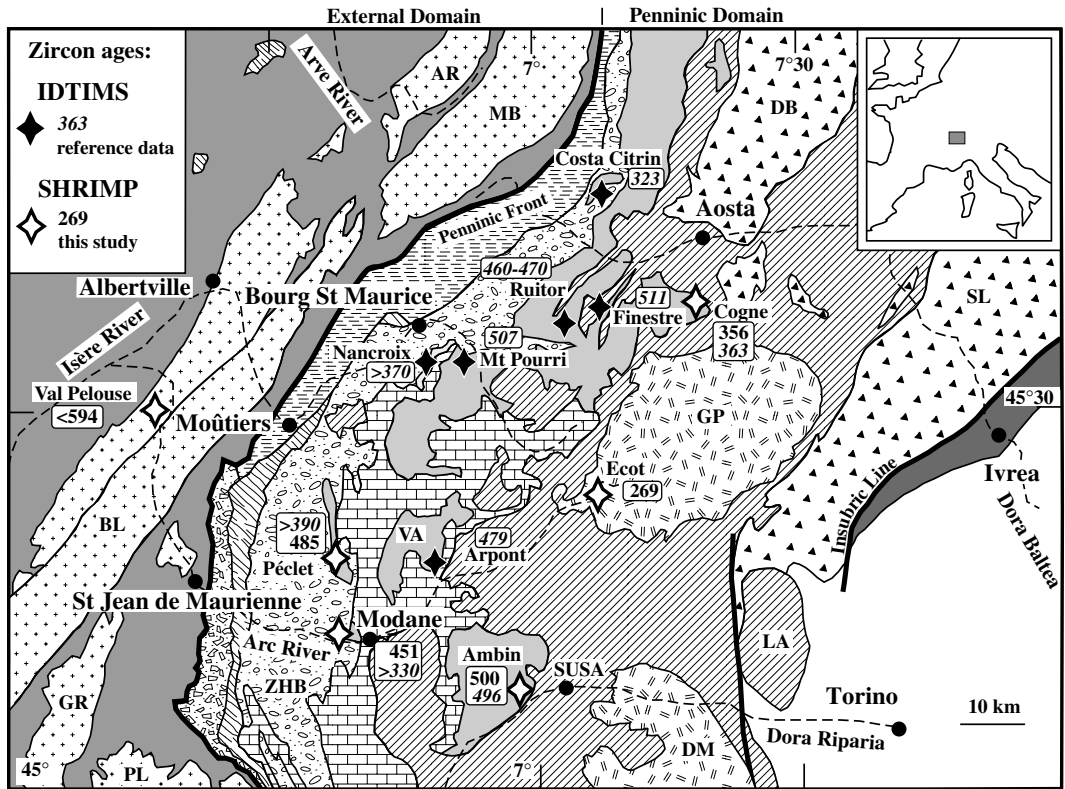 External Domain
Penninic Domain
Zircon ages:
IDTIMS
363
reference data
SHRIMP
269
this study
Arve River
AR
7°
7°30
MB
DB
Costa Citrin
323
Penninic Front
Aosta
460-470
Ruitor
511
Finestre
Cogne
356
363
SL
Albertville
Bourg St Maurice
Isère River
507
Nancroix
>370
Mt Pourri
Val Pelouse
<594
Moûtiers
45°30
GP
Ivrea
Ecot
269
Insubric Line
Dora Baltea
BL
>390
485
VA
479
Arpont
Péclet
St Jean de Maurienne
Modane
Arc River
451
>330
Ambin
500
496
SUSA
LA
ZHB
GR
Torino
10 km
Dora Riparia
DM
45°
PL
7°